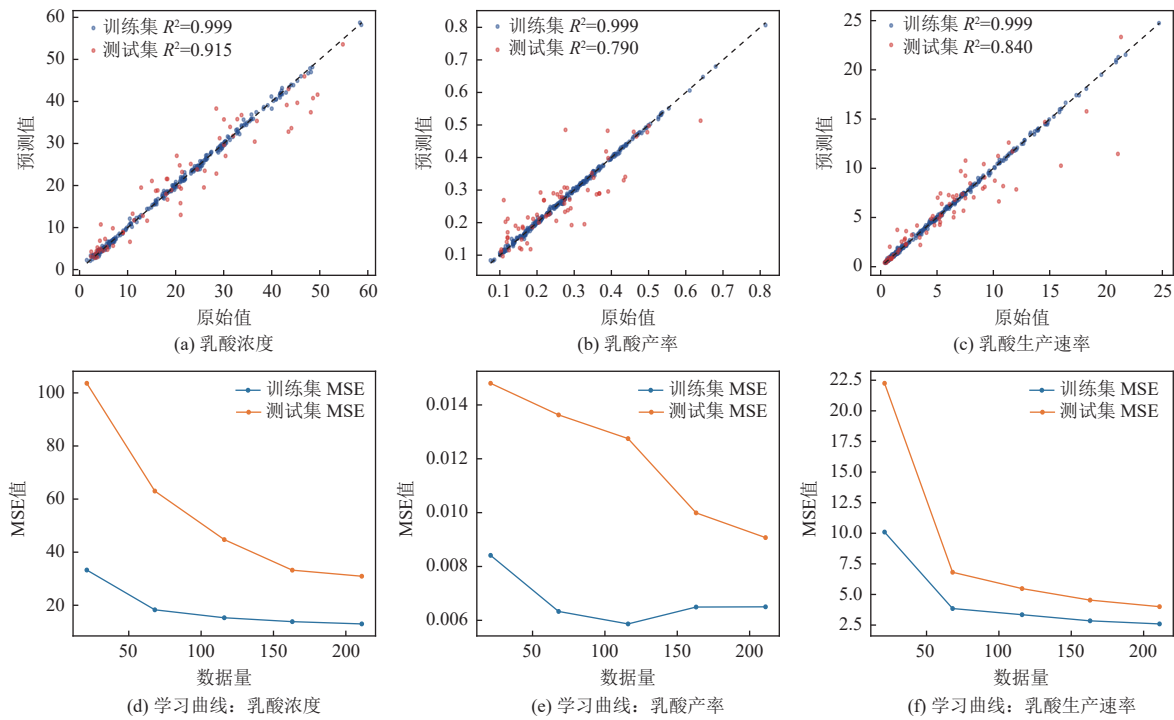 训练集 R²=0.999
测试集 R²=0.915
60
50
40
30
20
10
0
预测值
0
10
20
30
40
50
60
原始值
(a) 乳酸浓度
训练集 R²=0.999
测试集 R²=0.790
0.8
0.7
0.6
0.5
0.4
0.3
0.2
0.1
预测值
0.1
0.2
0.3
0.4
0.5
0.6
0.7
0.8
原始值
(b) 乳酸产率
训练集 R²=0.999
测试集 R²=0.840
25
20
15
10
5
0
预测值
0
5
10
15
20
25
原始值
(c) 乳酸生产速率
训练集 MSE
测试集 MSE
100
80
60
40
20
MSE值
50
100
150
200
数据量
(d) 学习曲线：乳酸浓度
训练集 MSE
测试集 MSE
0.014
0.012
0.010
0.008
0.006
MSE值
50
100
150
200
数据量
(e) 学习曲线：乳酸产率
训练集 MSE
测试集 MSE
22.5
20.0
17.5
15.0
12.5
10.0
7.5
5.0
2.5
MSE值
50
100
150
200
数据量
(f) 学习曲线：乳酸生产速率